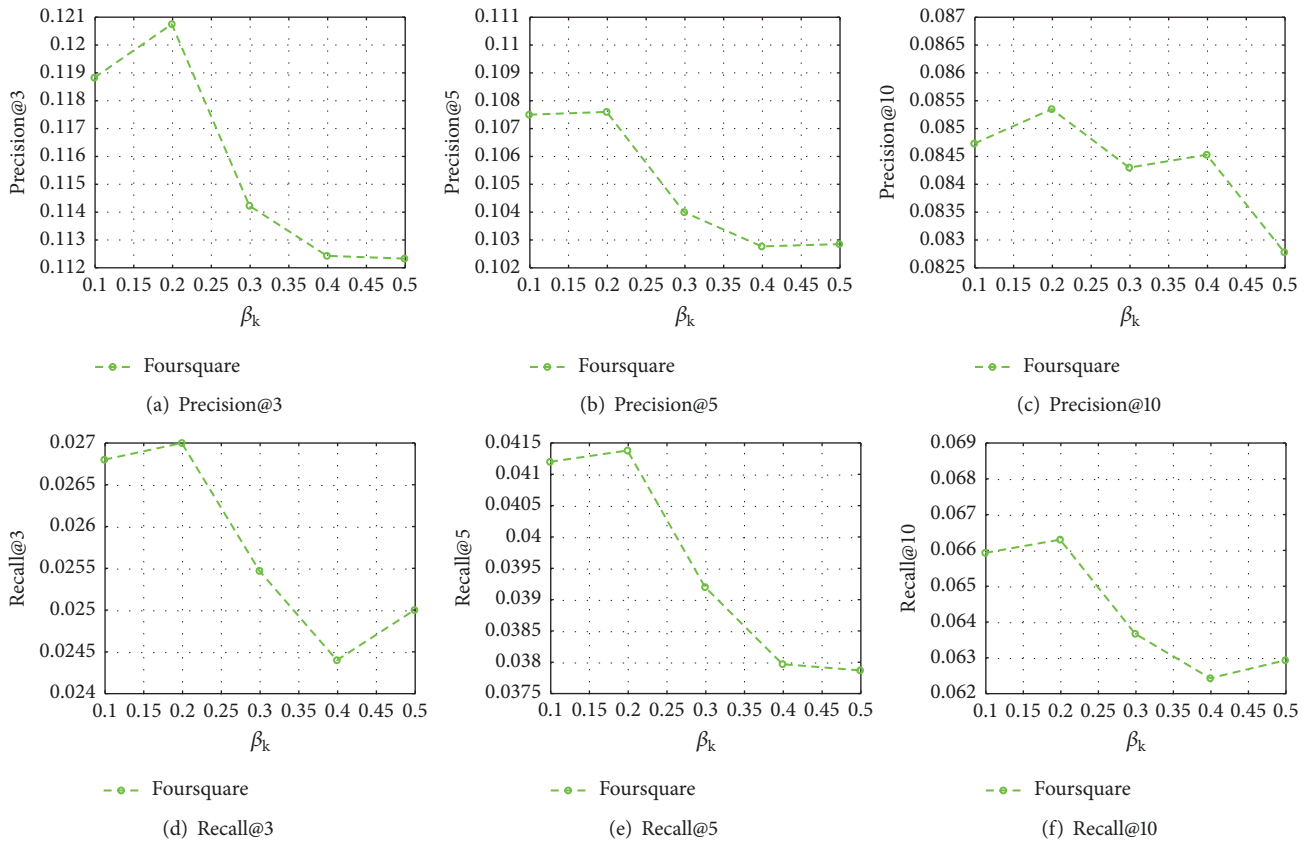 Precision@3
0.121
0.12
0.119
0.118
0.117
0.116
0.115
0.114
0.113
0.112
0.1 0.15 0.2 0.25 0.3 0.35 0.4 0.45 0.5
βk
Foursquare
(a) Precision@3
Precision@5
0.111
0.11
0.109
0.108
0.107
0.106
0.105
0.104
0.103
0.102
0.1 0.15 0.2 0.25 0.3 0.35 0.4 0.45 0.5
βk
Foursquare
(b) Precision@5
Precision@10
0.087
0.0865
0.086
0.0855
0.085
0.0845
0.084
0.0835
0.083
0.0825
0.1 0.15 0.2 0.25 0.3 0.35 0.4 0.45 0.5
βk
Foursquare
(c) Precision@10
Recall@3
0.027
0.0265
0.026
0.0255
0.025
0.0245
0.024
0.1 0.15 0.2 0.25 0.3 0.35 0.4 0.45 0.5
βk
Foursquare
(d) Recall@3
Recall@5
0.0415
0.041
0.0405
0.04
0.0395
0.039
0.0385
0.038
0.0375
0.1 0.15 0.2 0.25 0.3 0.35 0.4 0.45 0.5
βk
Foursquare
(e) Recall@5
Recall@10
0.069
0.068
0.067
0.066
0.065
0.064
0.063
0.062
0.1 0.15 0.2 0.25 0.3 0.35 0.4 0.45 0.5
βk
Foursquare
(f) Recall@10